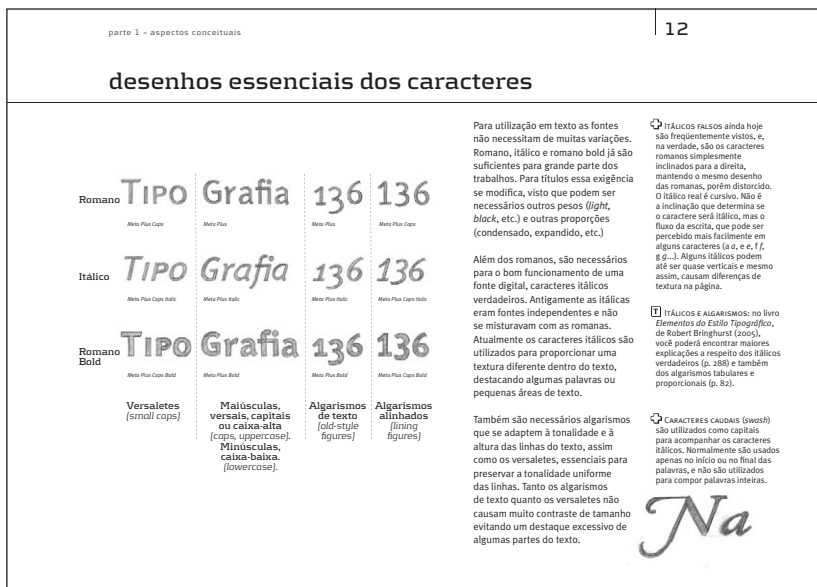 parte 1 - aspectos conceituais
12
desenhos essenciais dos caracteres
Romano
Tipo
Grafia
136
136
Meta Plus Caps
Meta Plus
Meta Plus
Meta Plus Caps
Itálico
Tipo
Grafia
136
136
Meta Plus Caps Italic
Meta Plus Caps Italic
Meta Plus Italic
Meta Plus Caps Italic
Romano
Bold
Tipo
Grafia
136
136
Meta Plus Caps Bold
Meta Plus Caps Bold
Meta Plus Bold
Meta Plus Caps Bold
Versaletes
(small caps)
Maiúsculas,
versais, capitais
ou caixa-alta
(caps, uppercase).
Minúsculas,
caixa-baixa.
(lowercase).
Algarismos
de texto
(old-style
figures)
Algarismos
alinhados
(lining
figures)
Para utilização em texto as fontes
não necessitam de muitas variações.
Romano, itálico e romano bold já são
suficientes para grande parte dos
trabalhos. Para títulos essa exigência
se modifica, visto que podem ser
necessários outros pesos (light,
black, etc.) e outras proporções
(condensado, expandido, etc.)
Além dos romanos, são necessários
para o bom funcionamento de uma
fonte digital, caracteres itálicos
verdadeiros. Antigamente as itálicas
eram fontes independentes e não
se misturavam com as romanas.
Atualmente os caracteres itálicos são
utilizados para proporcionar uma
textura diferente dentro do texto,
destacando algumas palavras ou
pequenas áreas de texto.
Também são necessários algarismos
que se adaptem à tonalidade e à
altura das linhas do texto, assim
como os versaletes, essenciais para
preservar a tonalidade uniforme
das linhas. Tanto os algarismos
de texto quanto os versaletes não
causam muito contraste de tamanho
evitando um destaque excessivo de
algumas partes do texto.
Itálicos falsos ainda hoje
são freqüentemente vistos, e,
na verdade, são os caracteres
romanos simplesmente
inclinados para a direita,
mantendo o mesmo desenho
das romanas, porém distorcido.
O itálico real é cursivo. Não é
a inclinação que determina se
o caractere será itálico, mas o
fluxo da escrita, que pode ser
percebido mais facilmente em
alguns caracteres (a a, e e, f f,
g g...). Alguns itálicos podem
até ser quase verticais e mesmo
assim, causam diferenças de
textura na página.
T Itálicos e algarismos: no livro
Elementos do Estilo Tipográfico,
de Robert Bringhurst (2005),
você poderá encontrar maiores
explicações a respeito dos itálicos
verdadeiros (p. 288) e também
dos algarismos tabulares e
proporcionais (p. 82).
Caracteres caudais (swash)
são utilizados como capitais
para acompanhar os caracteres
itálicos. Normalmente são usados
apenas no início ou no final das
palavras, e não são utilizados
para compor palavras inteiras.
Na